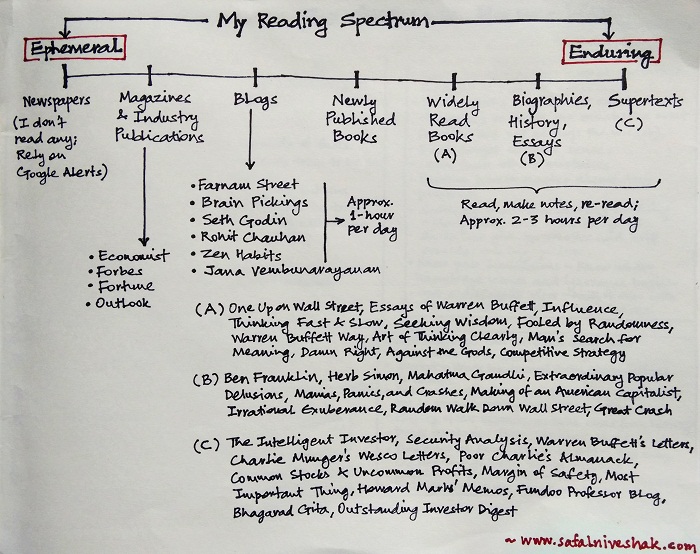 My Reading Spectrum
Ephemeral
Enduring
Newspapers
(I don't
read any;
Rely on
Google Alerts)
Magazines
& Industry
Publications
Blogs
Newly
Published
Books
Widely
Read
Books
(A)
Biographies,
History,
Essays
(B)
Supertexts
(C)
• Economist
• Forbes
• Fortune
• Outlook
• Farnam Street
• Brain Pickings
• Seth Godin
• Rohit Chauhan
• Zen Habits
• Jana Vembunarayanan
Approx.
1-hour
per day
Read, make notes, re-read;
Approx. 2-3 hours per day
(A) One Up on Wall Street, Essays of Warren Buffett, Influence,
Thinking Fast & Slow, Seeking Wisdom, Fooled by Randomness,
Warren Buffett Way, Art of Thinking Clearly, Man's Search for
Meaning, Damn Right, Against the Gods, Competitive Strategy
(B) Ben Franklin, Herb Simon, Mahatma Gandhi, Extraordinary Popular
Delusions, Manias, Panics, and Crashes, Making of an American Capitalist,
Irrational Exuberance, Random Walk Down Wall Street, Great Crash
(C) The Intelligent Investor, Security Analysis, Warren Buffett's Letters,
Charlie Munger's Wesco Letters, Poor Charlie's Almanack,
Common Stocks & Uncommon Profits, Margin of Safety, Most
Important Thing, Howard Marks' Memos, Fundoo Professor Blog,
Bhagavad Gita, Outstanding Investor Digest
~ www.safalniveshak.com